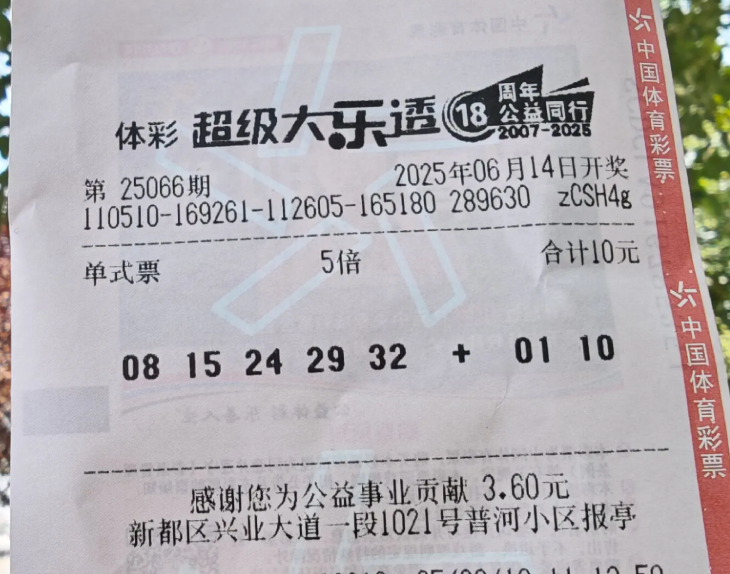 体彩 超级大乐透 18 周年 公益同行 2007-2025
第 25066期 2025年06月14日开奖
110510-169261-112605-165180 289630 zCSH4g
单式票 5倍 合计10元
08 15 24 29 32 + 01 10
感谢您为公益事业贡献 3.60元
新都区兴业大道一段1021号普河小区报亭
中国体育彩票
中国体育彩票